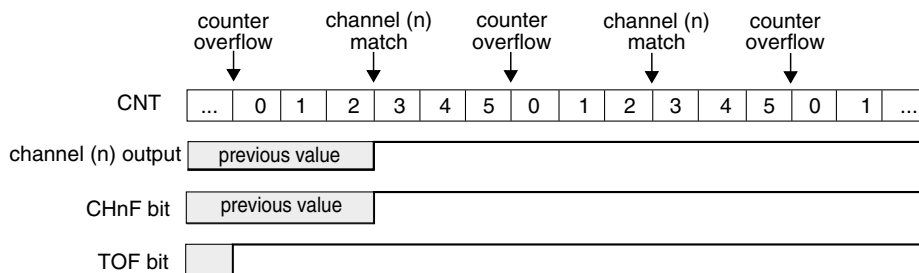 counter overflow
channel (n) match
counter overflow
channel (n) match
counter overflow
CNT ... 0 1 2 3 4 5 0 1 2 3 4 5 0 1 ...
channel (n) output previous value
CHnF bit previous value
TOF bit